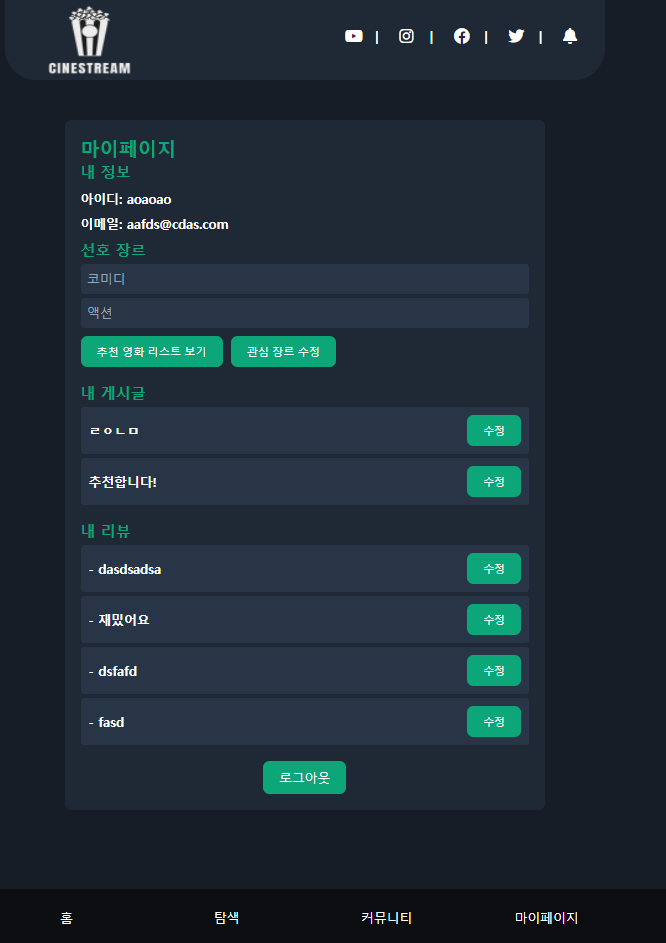 CINESTREAM
| | | |
마이페이지
내 정보
아이디: aoaoao
이메일: aafds@cdas.com
선호 장르
코미디
액션
추천 영화 리스트 보기 관심 장르 수정
내 게시글
ㄹㅇㄴㅁ 수정
추천합니다! 수정
내 리뷰
- dasdsadsa 수정
- 재밌어요 수정
- dsfafd 수정
- fasd 수정
로그아웃
홈 탐색 커뮤니티 마이페이지